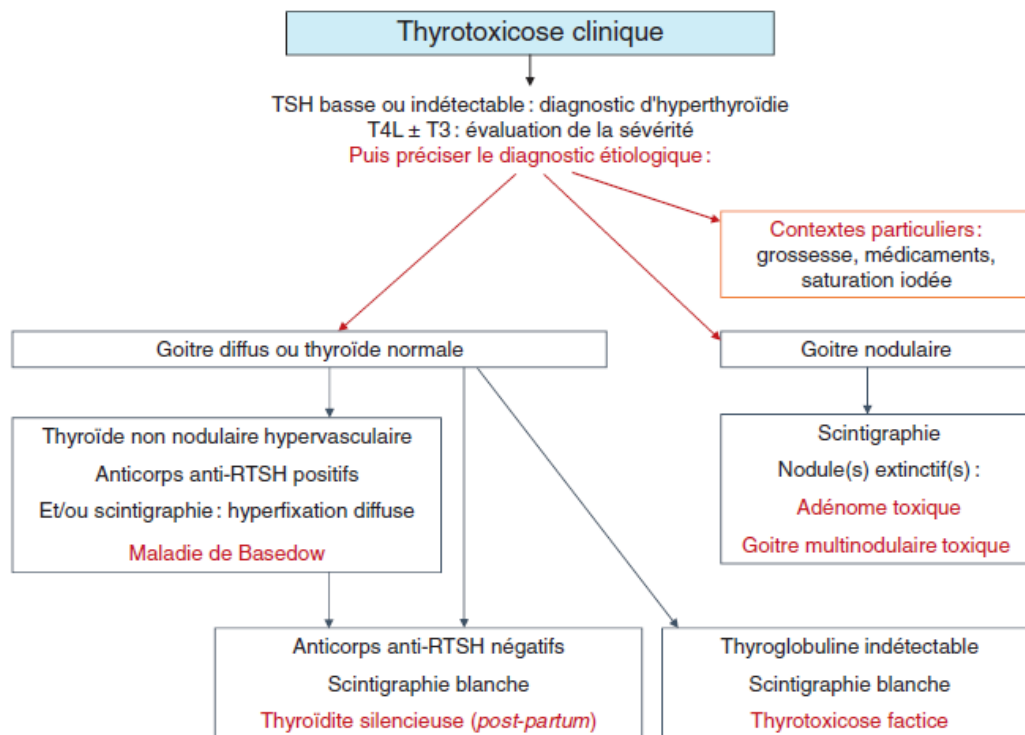 Thyrotoxicose clinique
TSH basse ou indétectable : diagnostic d'hyperthyroïdie
T4L ± T3 : évaluation de la sévérité
Puis préciser le diagnostic étiologique :
Contextes particuliers :
grossesse, médicaments,
saturation iodée
Goitre diffus ou thyroïde normale
Goitre nodulaire
Thyroïde non nodulaire hypervasculaire
Anticorps anti-RTSH positifs
Et/ou scintigraphie : hyperfixation diffuse
Maladie de Basedow
Scintigraphie
Nodule(s) extinctif(s) :
Adénome toxique
Goitre multinodulaire toxique
Anticorps anti-RTSH négatifs
Scintigraphie blanche
Thyroïdite silencieuse (post-partum)
Thyroglobuline indétectable
Scintigraphie blanche
Thyrotoxicose factice